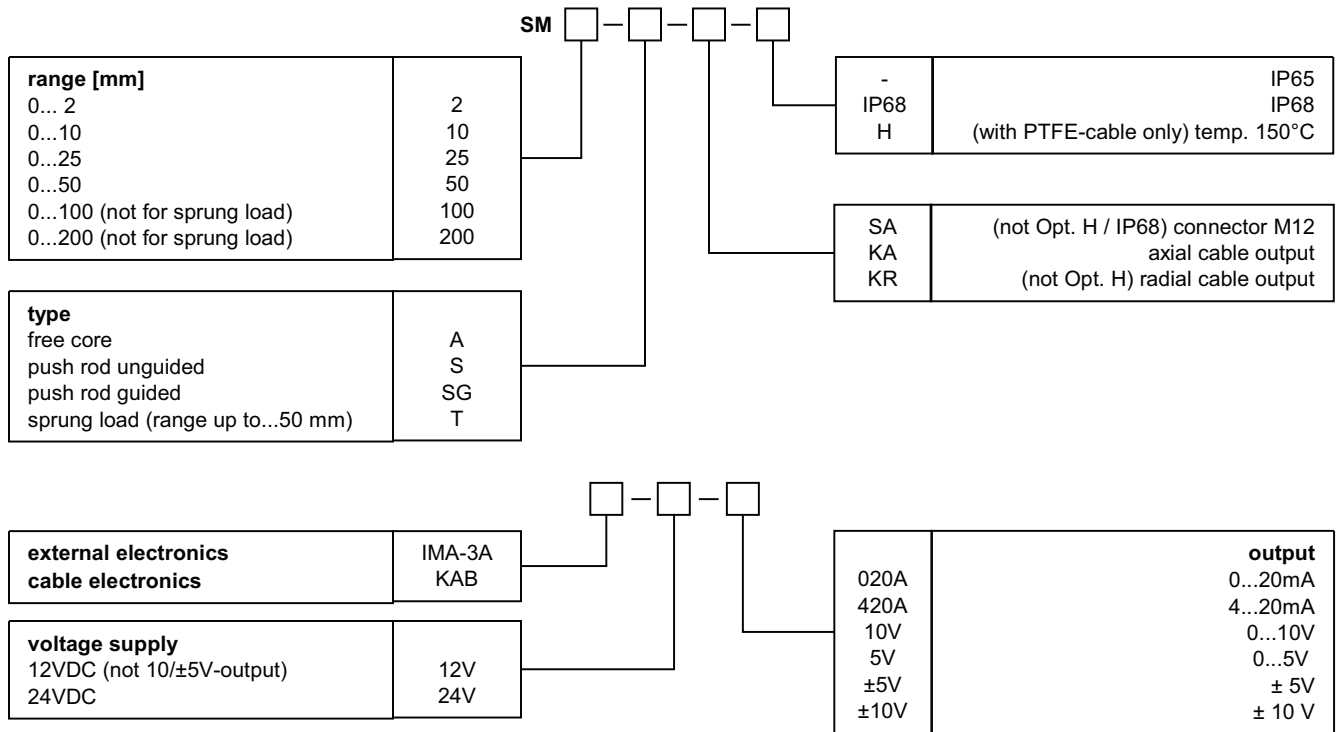 SM
range [mm]
0... 2 2
0...10 10
0...25 25
0...50 50
0...100 (not for sprung load) 100
0...200 (not for sprung load) 200
- IP65
IP68 IP68
H (with PTFE-cable only) temp. 150°C
SA (not Opt. H / IP68) connector M12
KA axial cable output
KR (not Opt. H) radial cable output
type
free core A
push rod unguided S
push rod guided SG
sprung load (range up to...50 mm) T
external electronics IMA-3A
cable electronics KAB
voltage supply
12VDC (not 10/±5V-output) 12V
24VDC 24V
output
020A 0...20mA
420A 4...20mA
10V 0...10V
5V 0...5V
±5V ± 5V
±10V ± 10 V